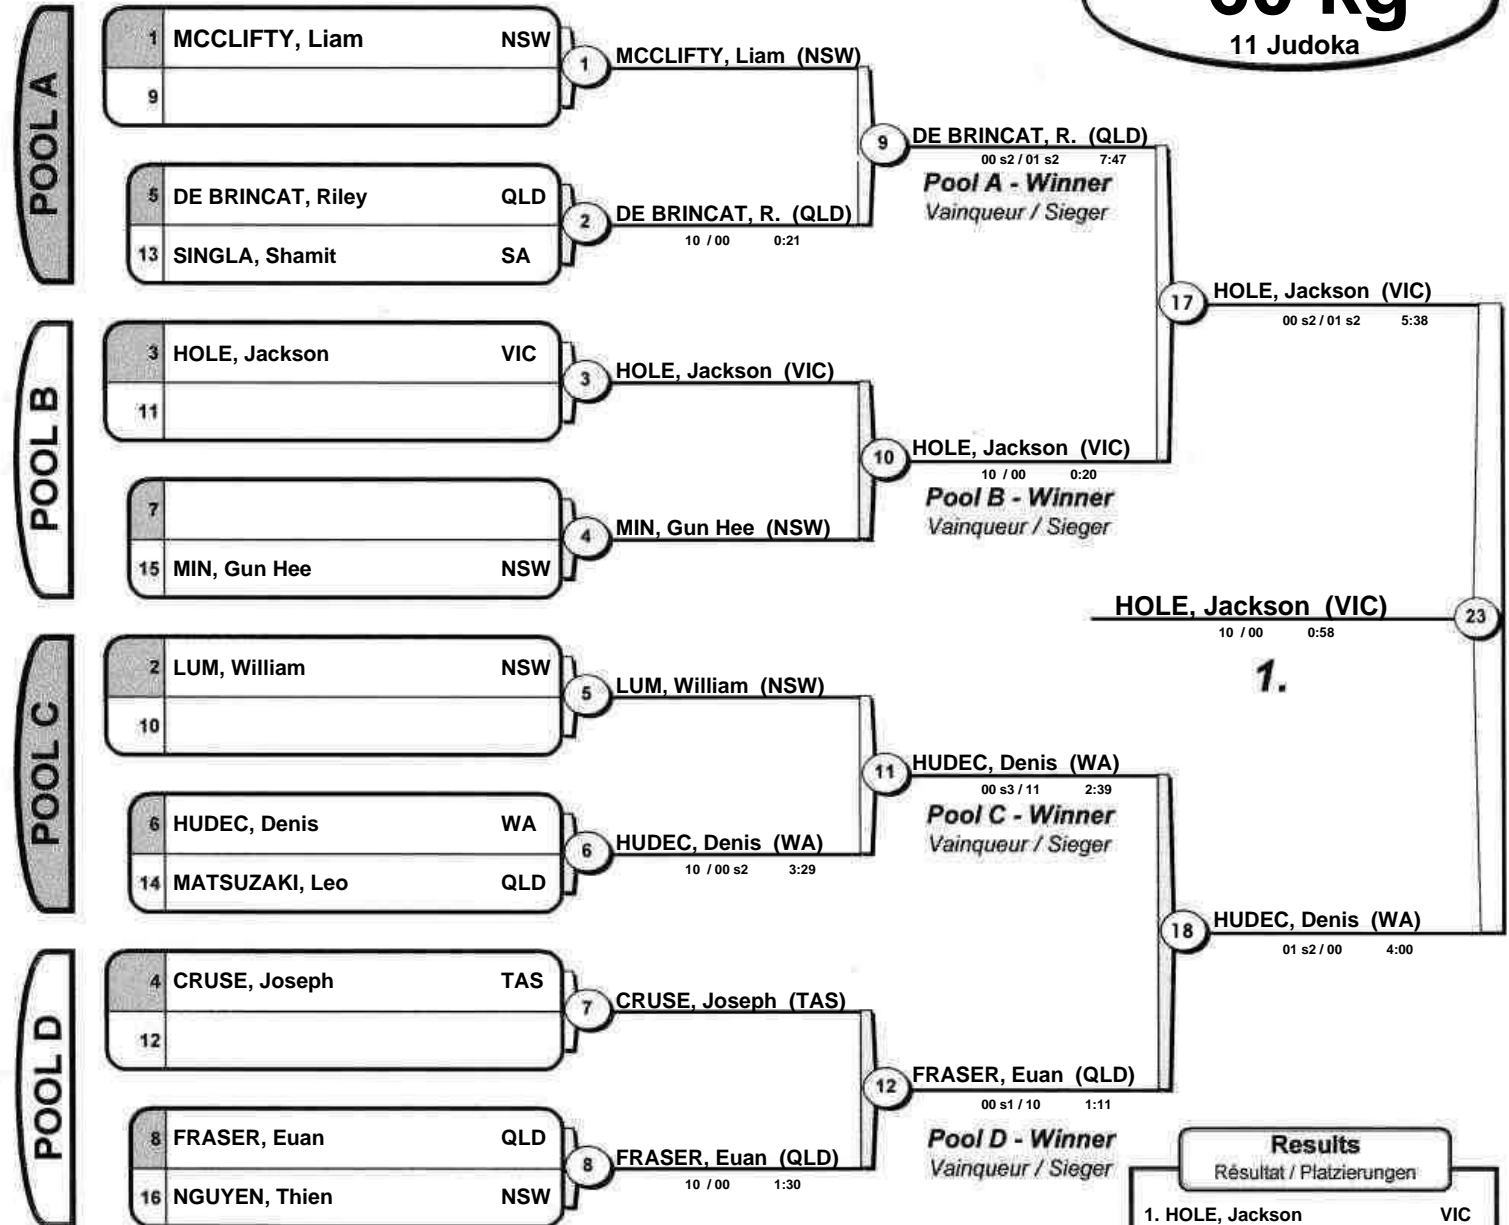 60 kg
11 Judoka
POOL A
1 MCCLIFTY, Liam NSW
9
1 MCCLIFTY, Liam (NSW)
5 DE BRINCAT, Riley QLD
13 SINGLA, Shamit SA
2 DE BRINCAT, R. (QLD)
10 / 00 0:21
9 DE BRINCAT, R. (QLD)
00 s2 / 01 s2 7:47
Pool A - Winner
Vainqueur / Sieger
POOL B
3 HOLE, Jackson VIC
11
3 HOLE, Jackson (VIC)
7
15 MIN, Gun Hee NSW
4 MIN, Gun Hee (NSW)
10 HOLE, Jackson (VIC)
10 / 00 0:20
Pool B - Winner
Vainqueur / Sieger
17 HOLE, Jackson (VIC)
00 s2 / 01 s2 5:38
HOLE, Jackson (VIC) 23
10 / 00 0:58
1.
POOL C
2 LUM, William NSW
10
5 LUM, William (NSW)
6 HUDEC, Denis WA
14 MATSUZAKI, Leo QLD
6 HUDEC, Denis (WA)
10 / 00 s2 3:29
11 HUDEC, Denis (WA)
00 s3 / 11 2:39
Pool C - Winner
Vainqueur / Sieger
POOL D
4 CRUSE, Joseph TAS
12
7 CRUSE, Joseph (TAS)
8 FRASER, Euan QLD
16 NGUYEN, Thien NSW
8 FRASER, Euan (QLD)
10 / 00 1:30
12 FRASER, Euan (QLD)
00 s1 / 10 1:11
Pool D - Winner
Vainqueur / Sieger
18 HUDEC, Denis (WA)
01 s2 / 00 4:00
Results
Résultat / Platzierungen
1. HOLE, Jackson VIC